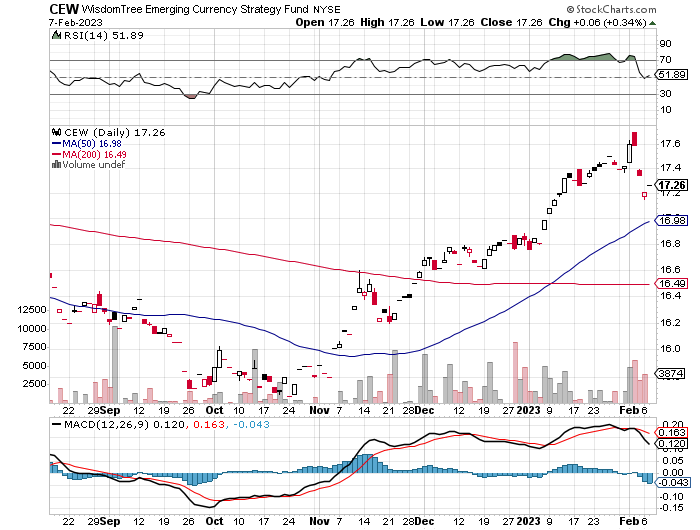 CEW WisdomTree Emerging Currency Strategy Fund NYSE
© StockCharts.com
7-Feb-2023
Open 17.26 High 17.26 Low 17.26 Close 17.26 Chg +0.06 (+0.34%)
RSI(14) 51.89
90
70
51.89
30
10
CEW (Daily) 17.26
MA(50) 16.98
MA(200) 16.49
Volume undef
17.6
17.4
17.26
17.2
16.98
16.8
16.6
16.49
16.4
16.2
16.0
3874
12500
10000
7500
5000
2500
22 29 Sep 12 19 26 Oct 10 17 24 Nov 7 14 21 28 Dec 12 19 27 2023 9 17 23 Feb 6
MACD(12,26,9) 0.120, 0.163, -0.043
0.20
0.163
0.120
0.05
0.00
-0.043
-0.10
-0.15
22 29 Sep 12 19 26 Oct 10 17 24 Nov 7 14 21 28 Dec 12 19 27 2023 9 17 23 Feb 6